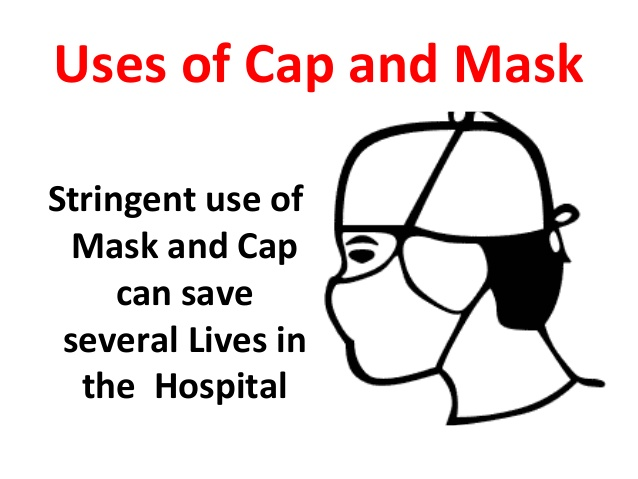 Uses of Cap and Mask
Stringent use of
Mask and Cap
can save
several Lives in
the  Hospital